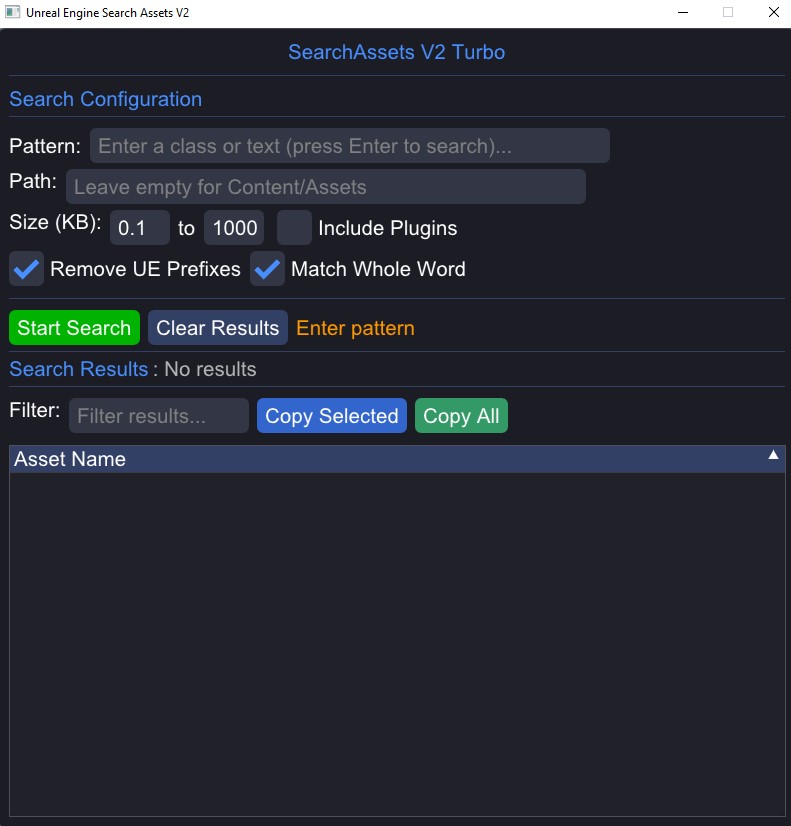 Unreal Engine Search Assets V2
SearchAssets V2 Turbo
Search Configuration
Pattern: Enter a class or text (press Enter to search)...
Path: Leave empty for Content/Assets
Size (KB): 0.1 to 1000 Include Plugins
Remove UE Prefixes Match Whole Word
Start Search Clear Results Enter pattern
Search Results : No results
Filter: Filter results... Copy Selected Copy All
Asset Name